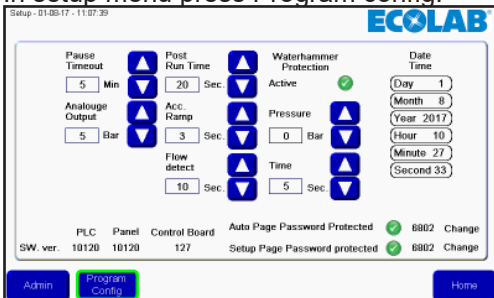 In setup menu press Program config.
Setup - 01-08-17 - 11:07:39
ECOLAB®
Pause Timeout
5 Min
Post Run Time
20 Sec.
Waterhammer Protection
Active
Date Time
Day 1
Month 8
Year 2017
Hour 10
Minute 27
Second 33
Analouge Output
5 Bar
Acc. Ramp
3 Sec.
Pressure
0 Bar
Flow detect
10 Sec.
Time
5 Sec.
PLC Panel Control Board
SW. ver. 10120 10120 127
Auto Page Password Protected 6802 Change
Setup Page Password protected 6802 Change
Admin
Program Config
Home